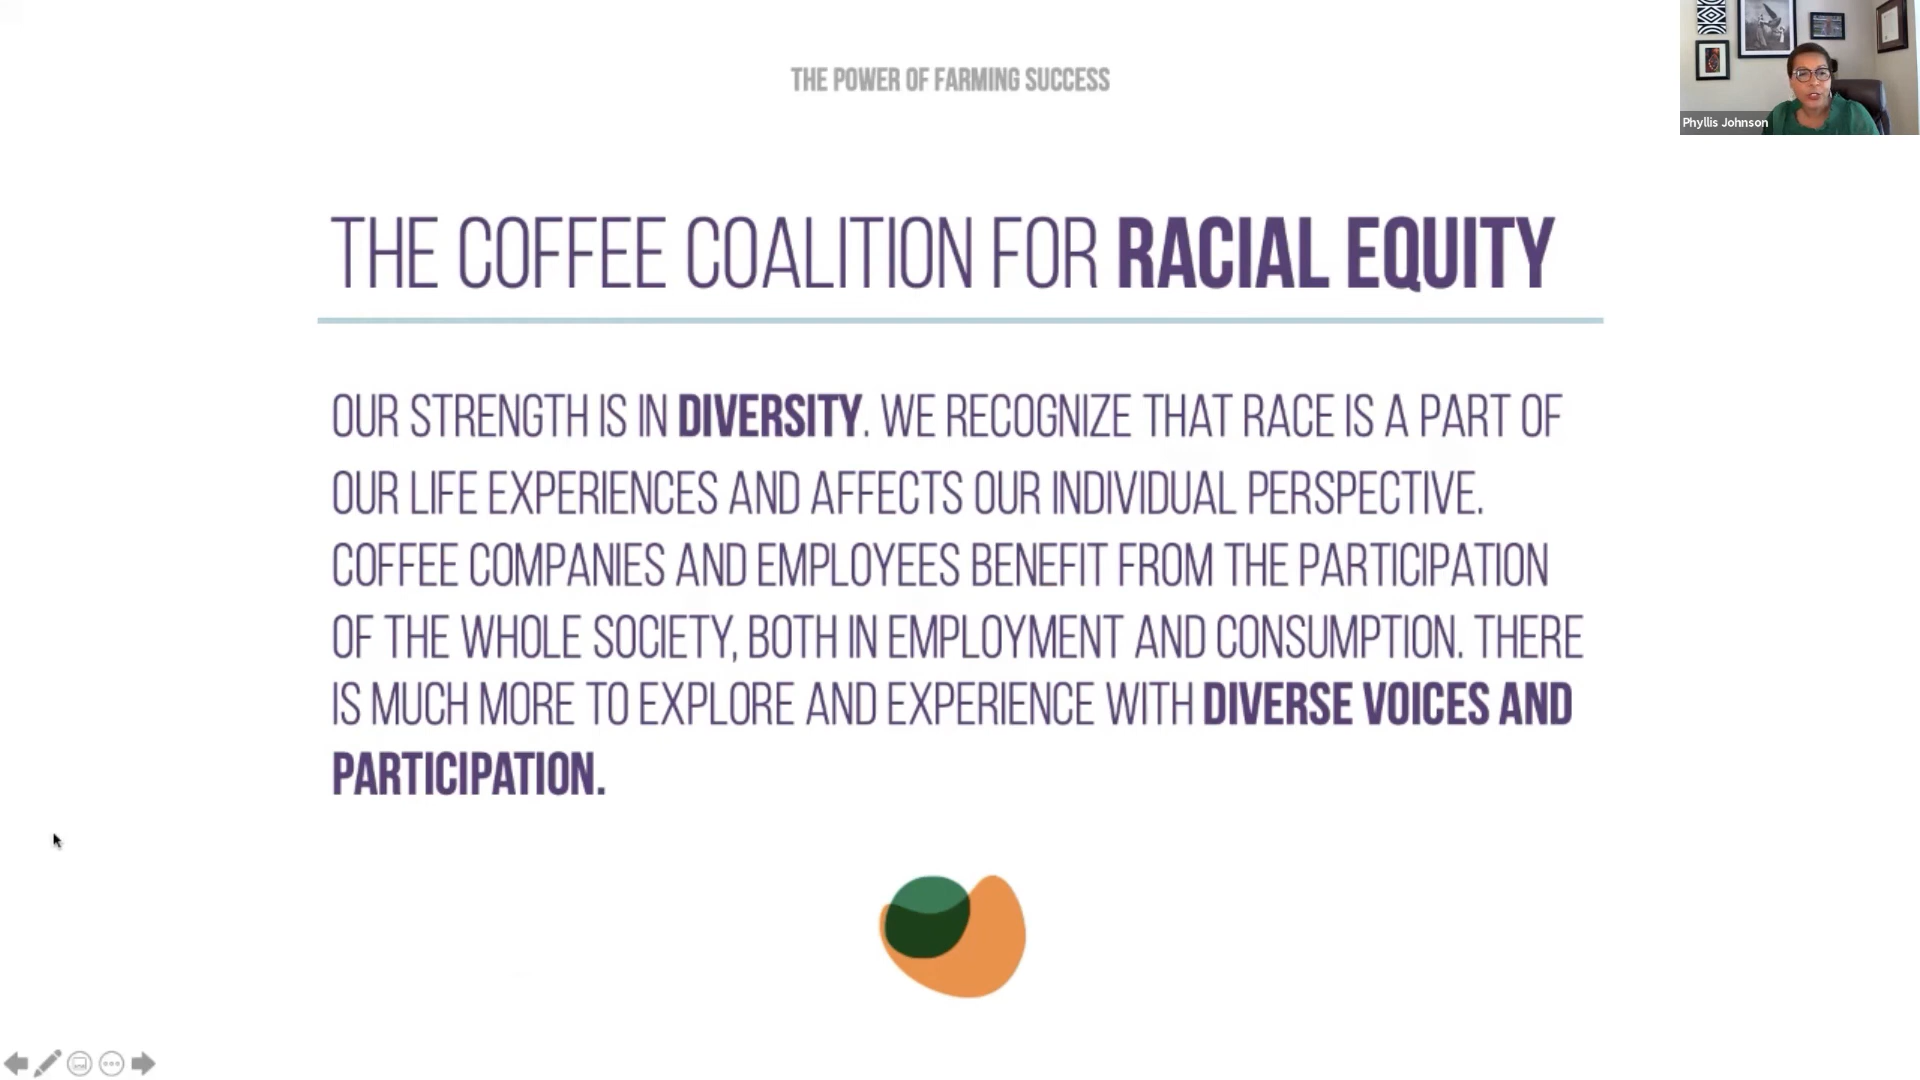 THE POWER OF FARMING SUCCESS
Phyllis Johnson
THE COFFEE COALITION FOR RACIAL EQUITY
OUR STRENGTH IS IN DIVERSITY. WE RECOGNIZE THAT RACE IS A PART OF
OUR LIFE EXPERIENCES AND AFFECTS OUR INDIVIDUAL PERSPECTIVE.
COFFEE COMPANIES AND EMPLOYEES BENEFIT FROM THE PARTICIPATION
OF THE WHOLE SOCIETY, BOTH IN EMPLOYMENT AND CONSUMPTION. THERE
IS MUCH MORE TO EXPLORE AND EXPERIENCE WITH DIVERSE VOICES AND
PARTICIPATION.